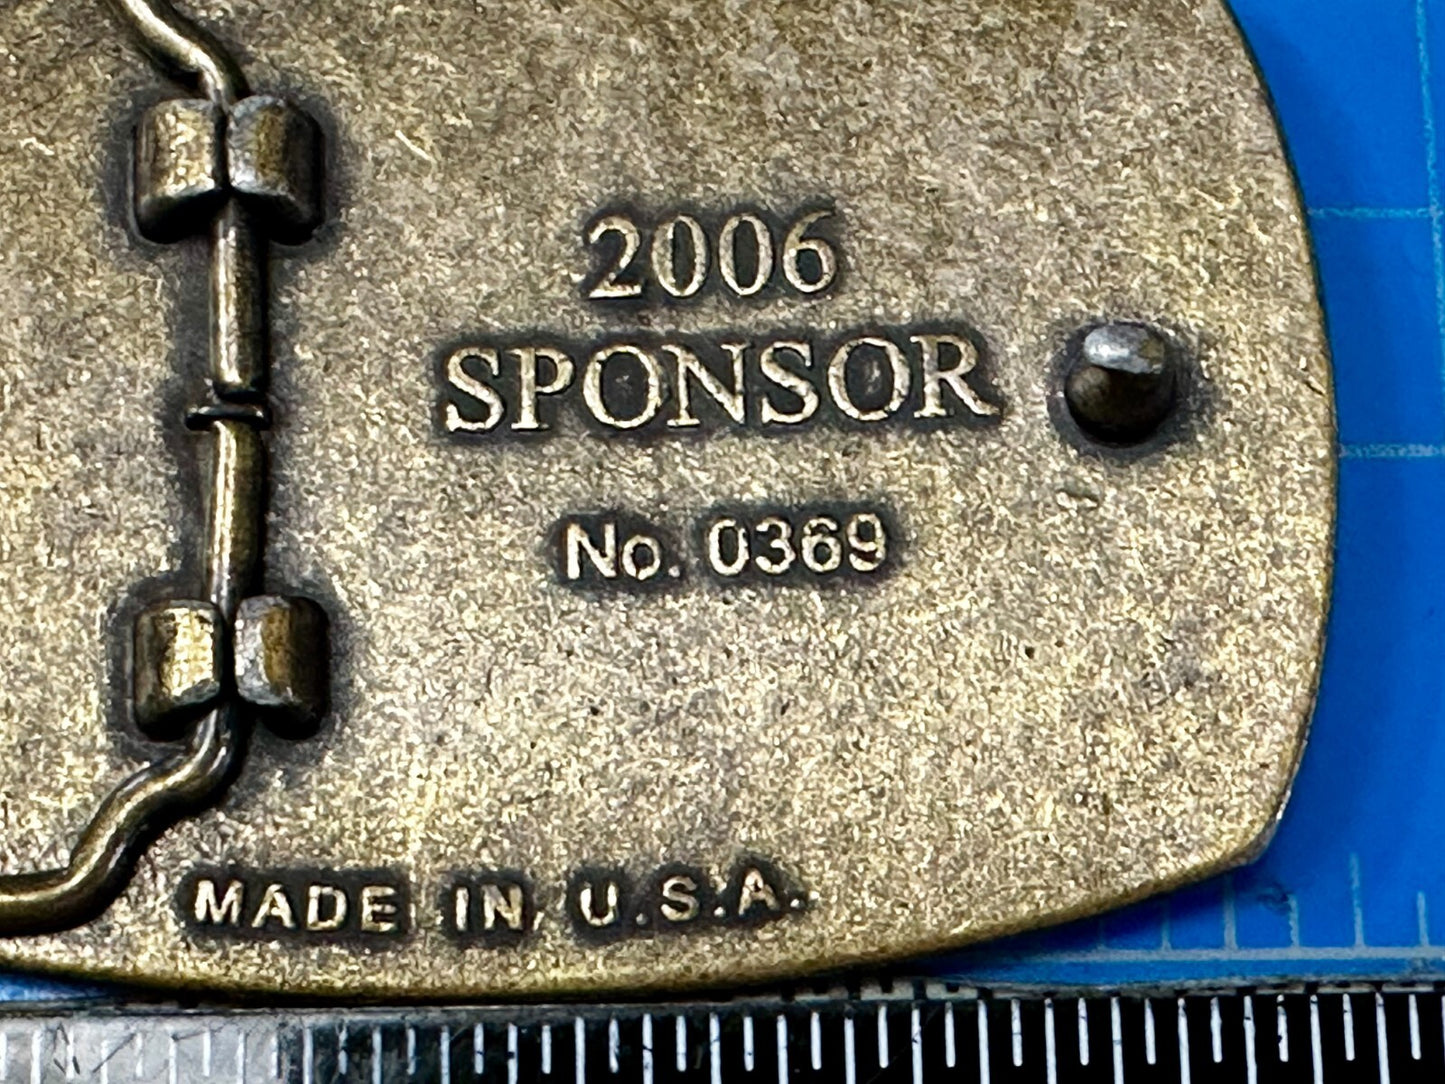 2006
SPONSOR
No. 0369
MADE IN U.S.A.